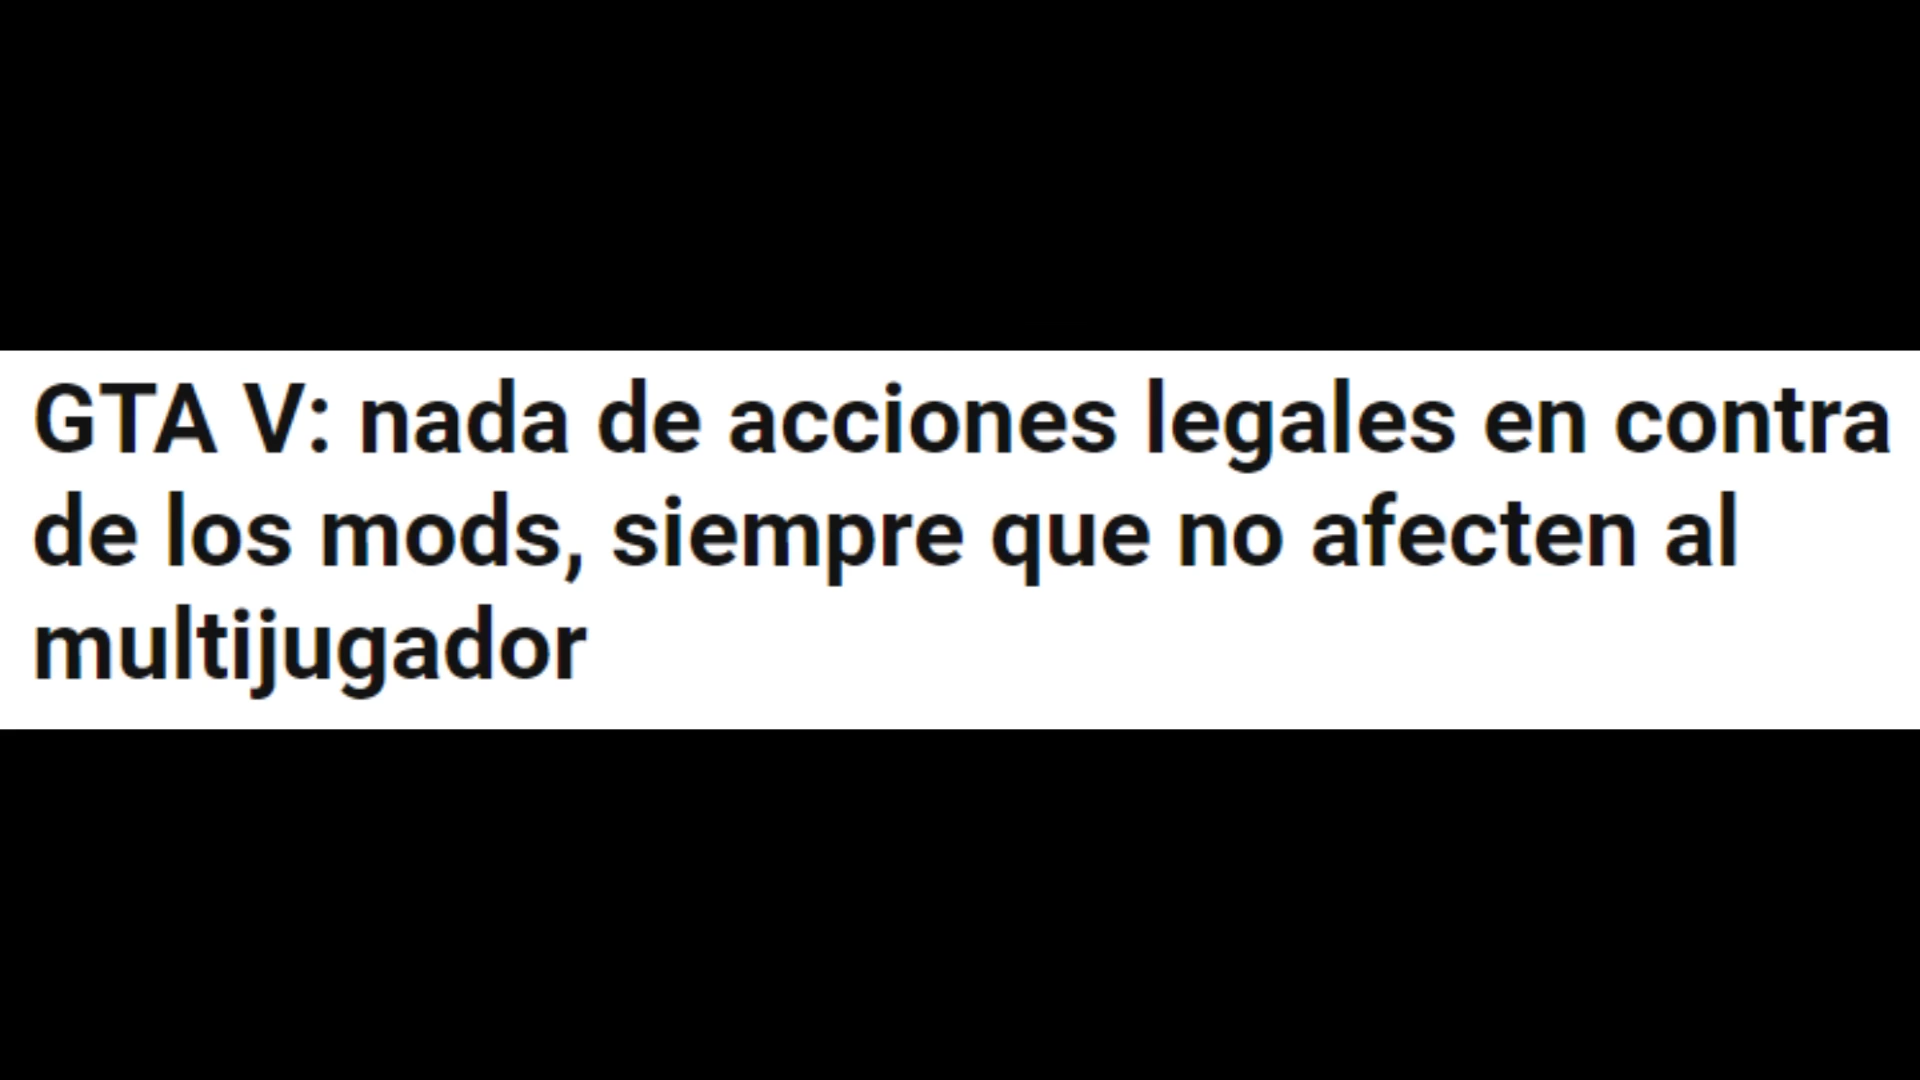 GTA V: nada de acciones legales en contra
de los mods, siempre que no afecten al
multijugador